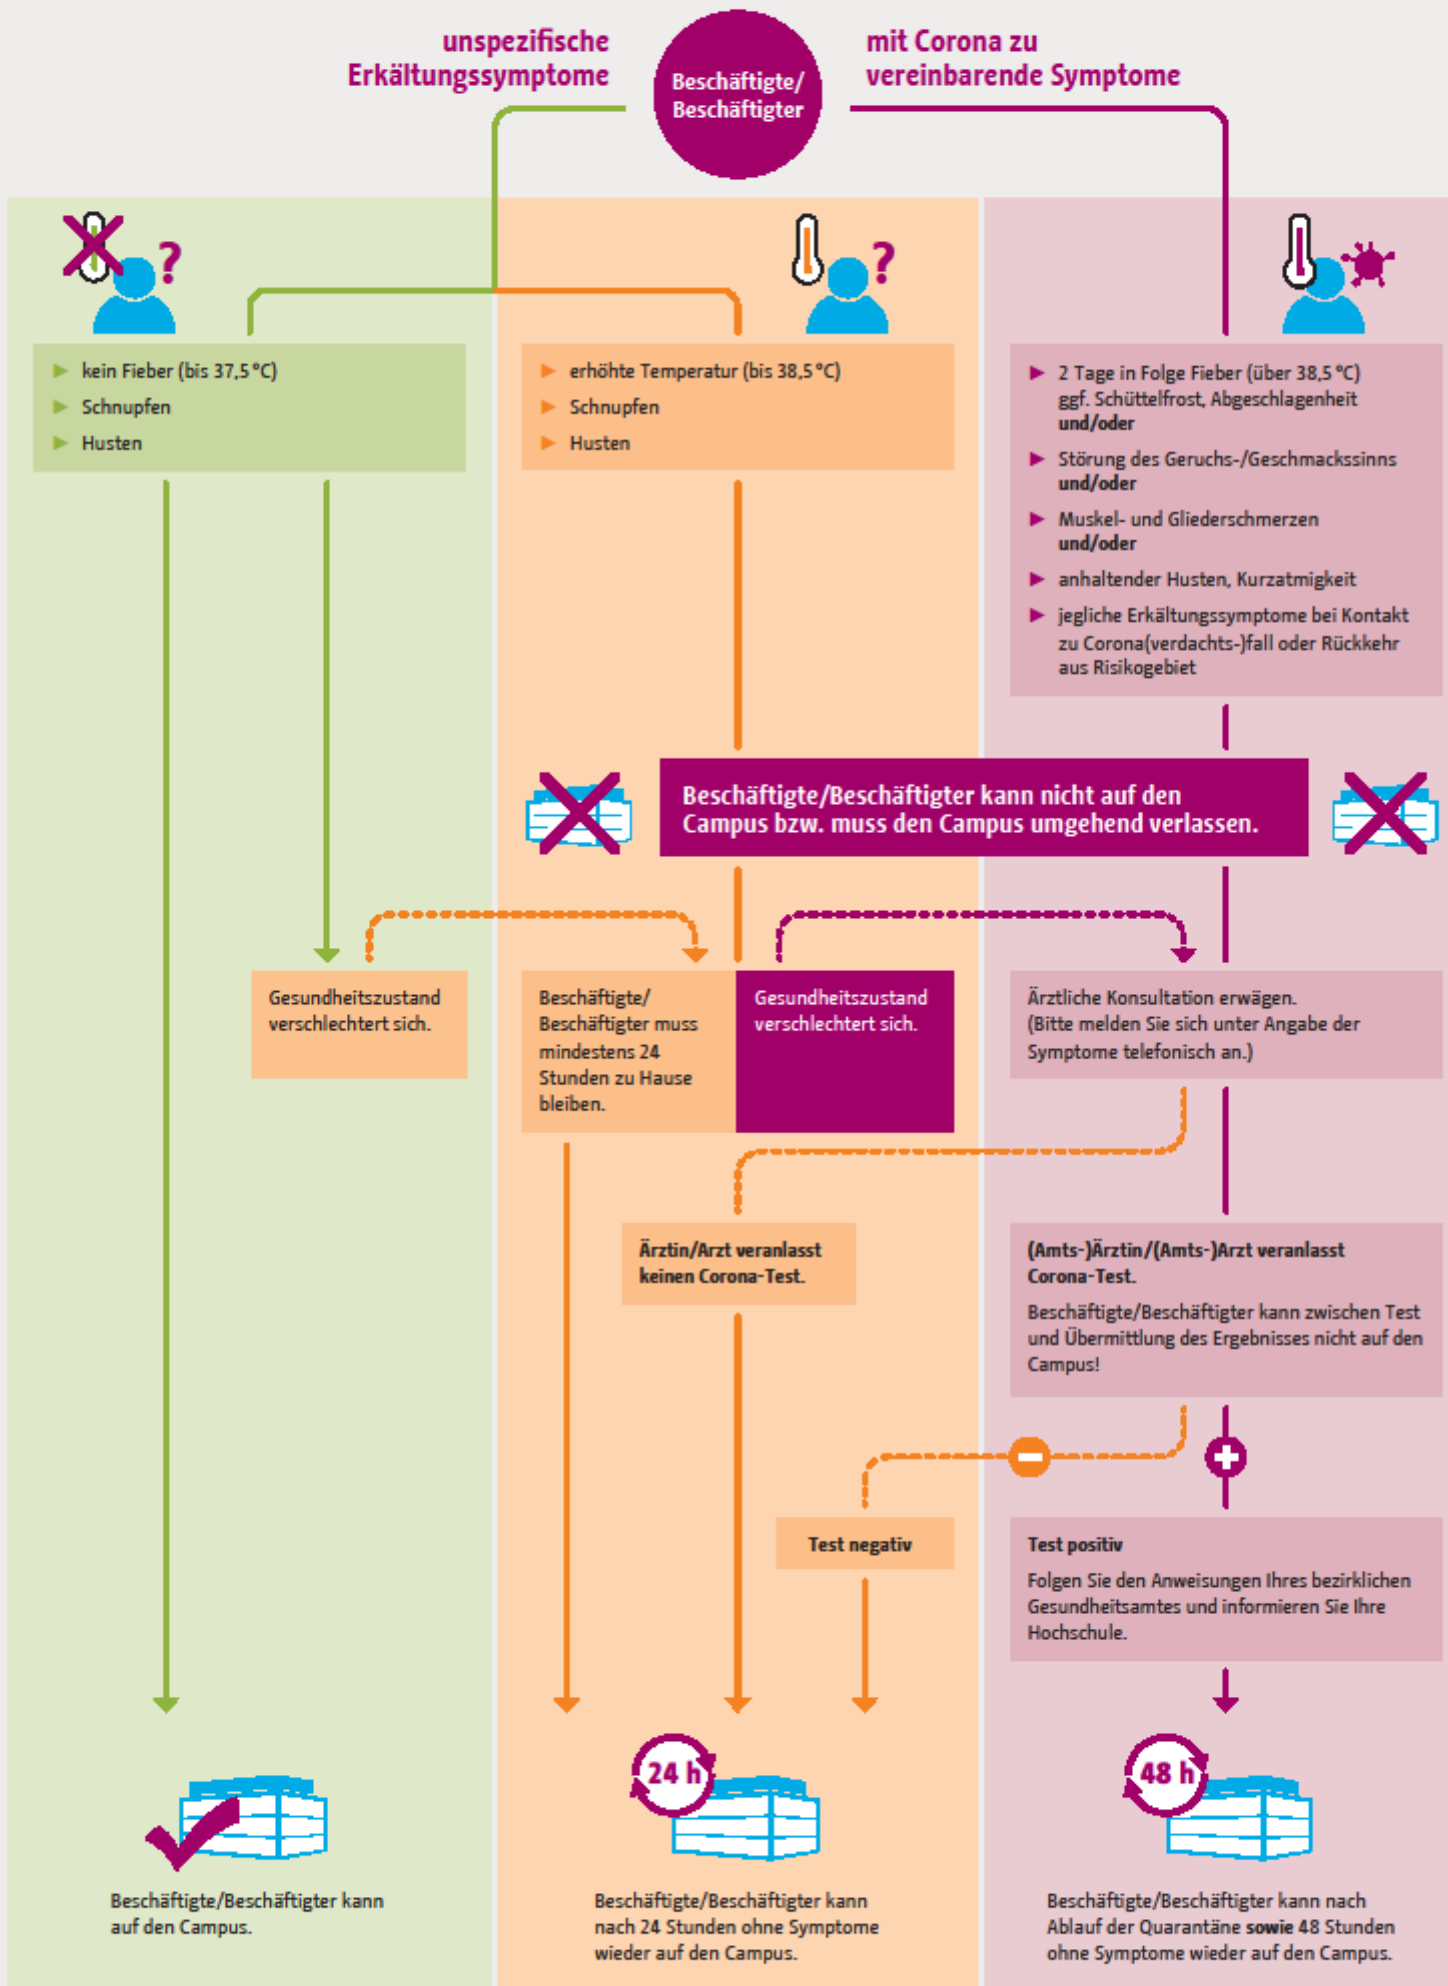 unspezifische
Erkältungssymptome
Beschäftigte/
Beschäftigter
mit Corona zu
vereinbarende Symptome
?
► kein Fieber (bis 37,5 °C)
► Schnupfen
► Husten
?
► erhöhte Temperatur (bis 38,5 °C)
► Schnupfen
► Husten
► 2 Tage in Folge Fieber (über 38,5 °C)
ggf. Schüttelfrost, Abgeschlagenheit
und/oder
► Störung des Geruchs-/Geschmackssinns
und/oder
► Muskel- und Gliederschmerzen
und/oder
► anhaltender Husten, Kurzatmigkeit
► jegliche Erkältungssymptome bei Kontakt
zu Corona(verdachts-)fall oder Rückkehr
aus Risikogebiet
Beschäftigte/Beschäftigter kann nicht auf den
Campus bzw. muss den Campus umgehend verlassen.
Gesundheitszustand
verschlechtert sich.
Beschäftigte/
Beschäftigter muss
mindestens 24
Stunden zu Hause
bleiben.
Gesundheitszustand
verschlechtert sich.
Ärztliche Konsultation erwägen.
(Bitte melden Sie sich unter Angabe der
Symptome telefonisch an.)
Ärztin/Arzt veranlasst
keinen Corona-Test.
(Amts-)Ärztin/(Amts-)Arzt veranlasst
Corona-Test.
Beschäftigte/Beschäftigter kann zwischen Test
und Übermittlung des Ergebnisses nicht auf den
Campus!
Test negativ
Test positiv
Folgen Sie den Anweisungen Ihres bezirklichen
Gesundheitsamtes und informieren Sie Ihre
Hochschule.
Beschäftigte/Beschäftigter kann
auf den Campus.
24 h
Beschäftigte/Beschäftigter kann
nach 24 Stunden ohne Symptome
wieder auf den Campus.
48 h
Beschäftigte/Beschäftigter kann nach
Ablauf der Quarantäne sowie 48 Stunden
ohne Symptome wieder auf den Campus.